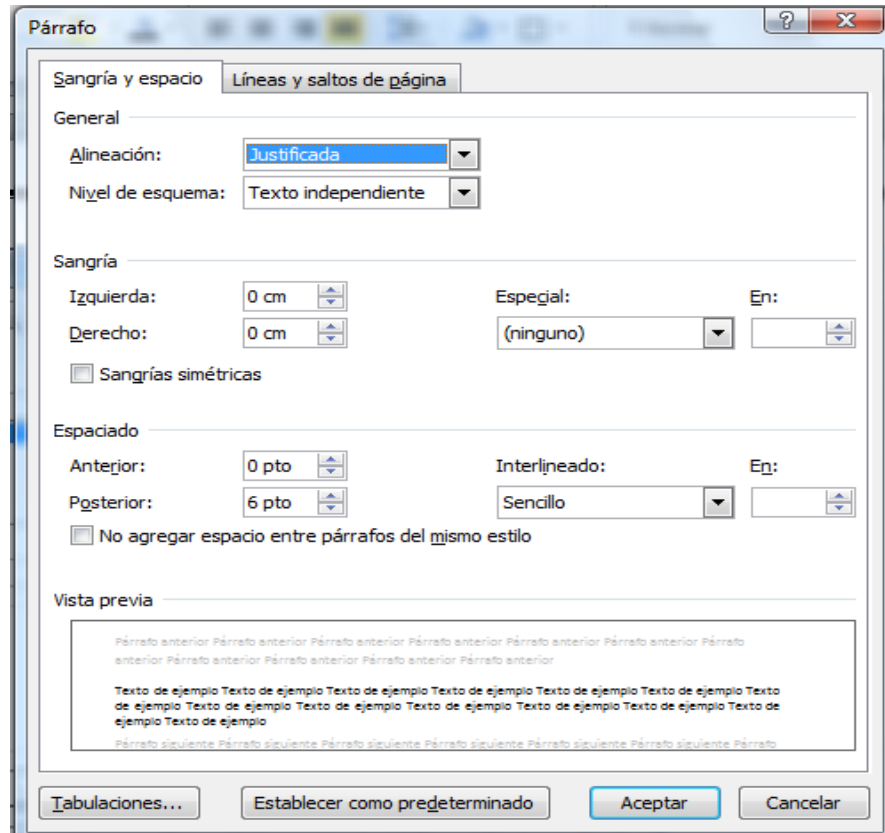 Párrafo
Sangría y espacio Líneas y saltos de página
General
Alineación: Justificada
Nivel de esquema: Texto independiente
Sangría
Izquierda: 0 cm Especial: En:
Derecho: 0 cm (ninguno)
Sangrías simétricas
Espaciado
Anterior: 0 pto Interlineado: En:
Posterior: 6 pto Sencillo
No agregar espacio entre párrafos del mismo estilo
Vista previa
Párrafo anterior Párrafo anterior Párrafo anterior Párrafo anterior Párrafo anterior Párrafo anterior Párrafo
anterior Párrafo anterior Párrafo anterior Párrafo anterior Párrafo anterior
Texto de ejemplo Texto de ejemplo Texto de ejemplo Texto de ejemplo Texto de ejemplo Texto de ejemplo Texto
de ejemplo Texto de ejemplo Texto de ejemplo Texto de ejemplo Texto de ejemplo Texto de ejemplo Texto de
ejemplo Texto de ejemplo
Párrafo siguiente Párrafo siguiente Párrafo siguiente Párrafo siguiente Párrafo siguiente Párrafo siguiente Párrafo
Tabulaciones... Establecer como predeterminado Aceptar Cancelar